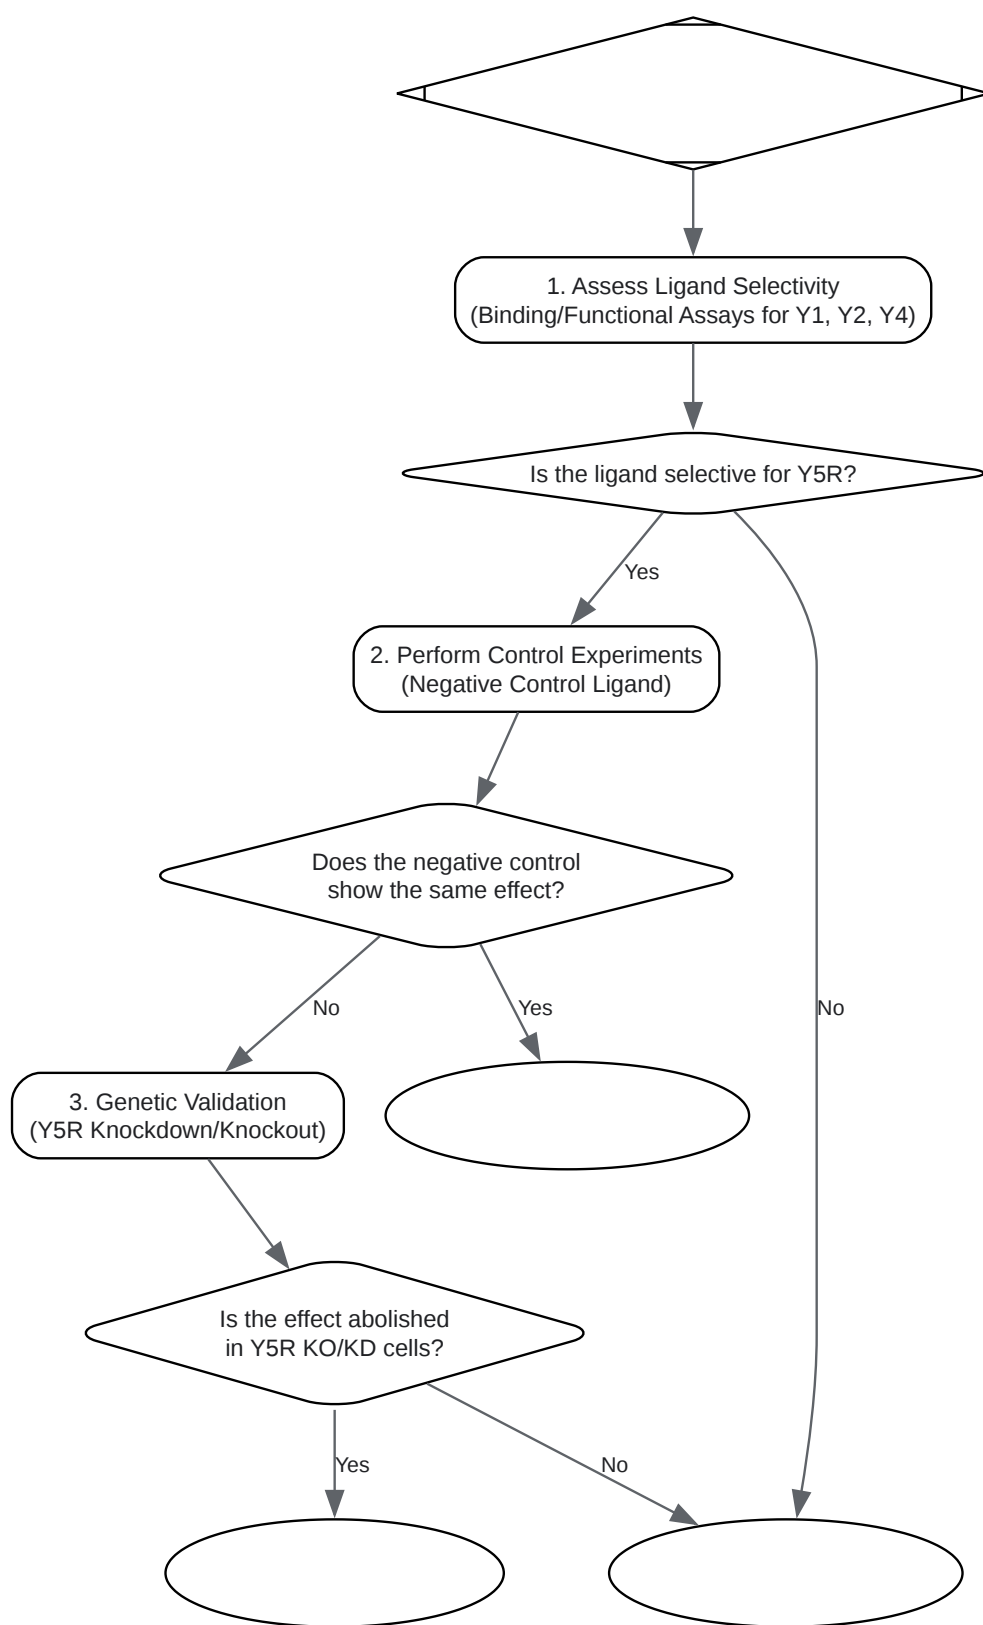 1. Assess Ligand Selectivity
(Binding/Functional Assays for Y1, Y2, Y4)
Is the ligand selective for Y5R?
Yes
2. Perform Control Experiments
(Negative Control Ligand)
Does the negative control
show the same effect?
No
Yes
No
3. Genetic Validation
(Y5R Knockdown/Knockout)
Is the effect abolished
in Y5R KO/KD cells?
Yes
No